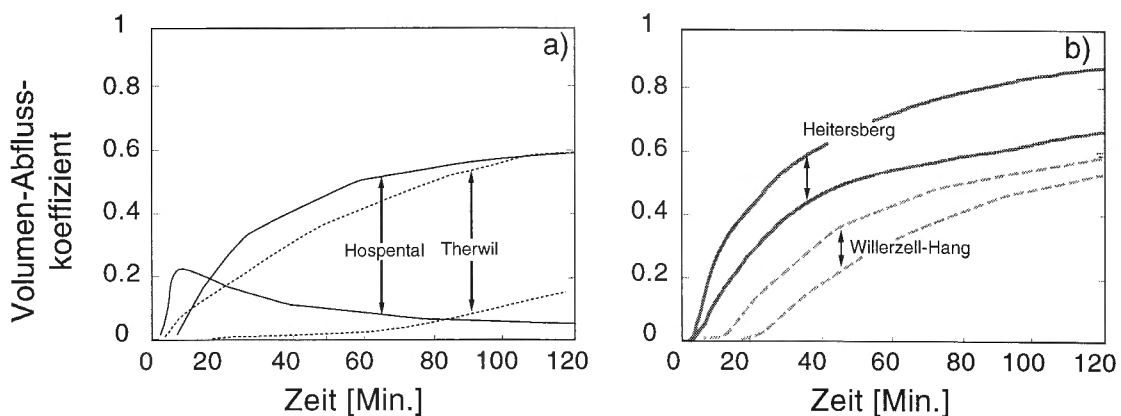 Volumen-Abfluss-
koeffizient
a)
1
0.8
0.6
0.4
0.2
0
Hospental
Therwil
0 20 40 60 80 100 120
Zeit [Min.]
b)
1
0.8
0.6
0.4
0.2
0
Heitersberg
Willerzell-Hang
0 20 40 60 80 100 120
Zeit [Min.]